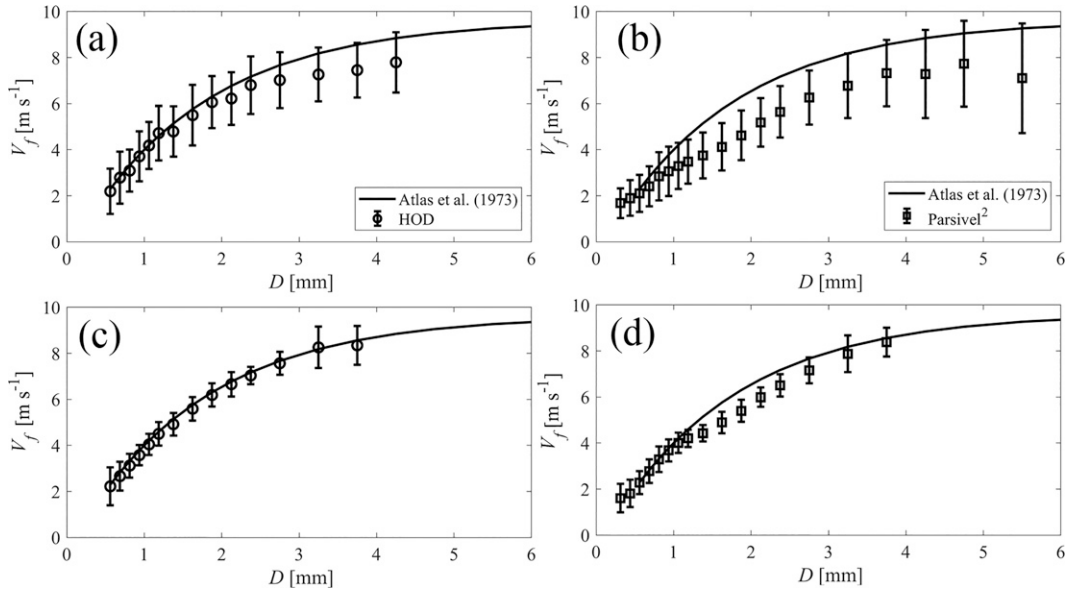 (a)
10
8
6
4
2
0
V_f [m s⁻¹]
0 1 2 3 4 5 6
D [mm]
Atlas et al. (1973)
HOD
(b)
10
8
6
4
2
0
V_f [m s⁻¹]
0 1 2 3 4 5 6
D [mm]
Atlas et al. (1973)
Parsivel²
(c)
10
8
6
4
2
0
V_f [m s⁻¹]
0 1 2 3 4 5 6
D [mm]
(d)
10
8
6
4
2
0
V_f [m s⁻¹]
0 1 2 3 4 5 6
D [mm]